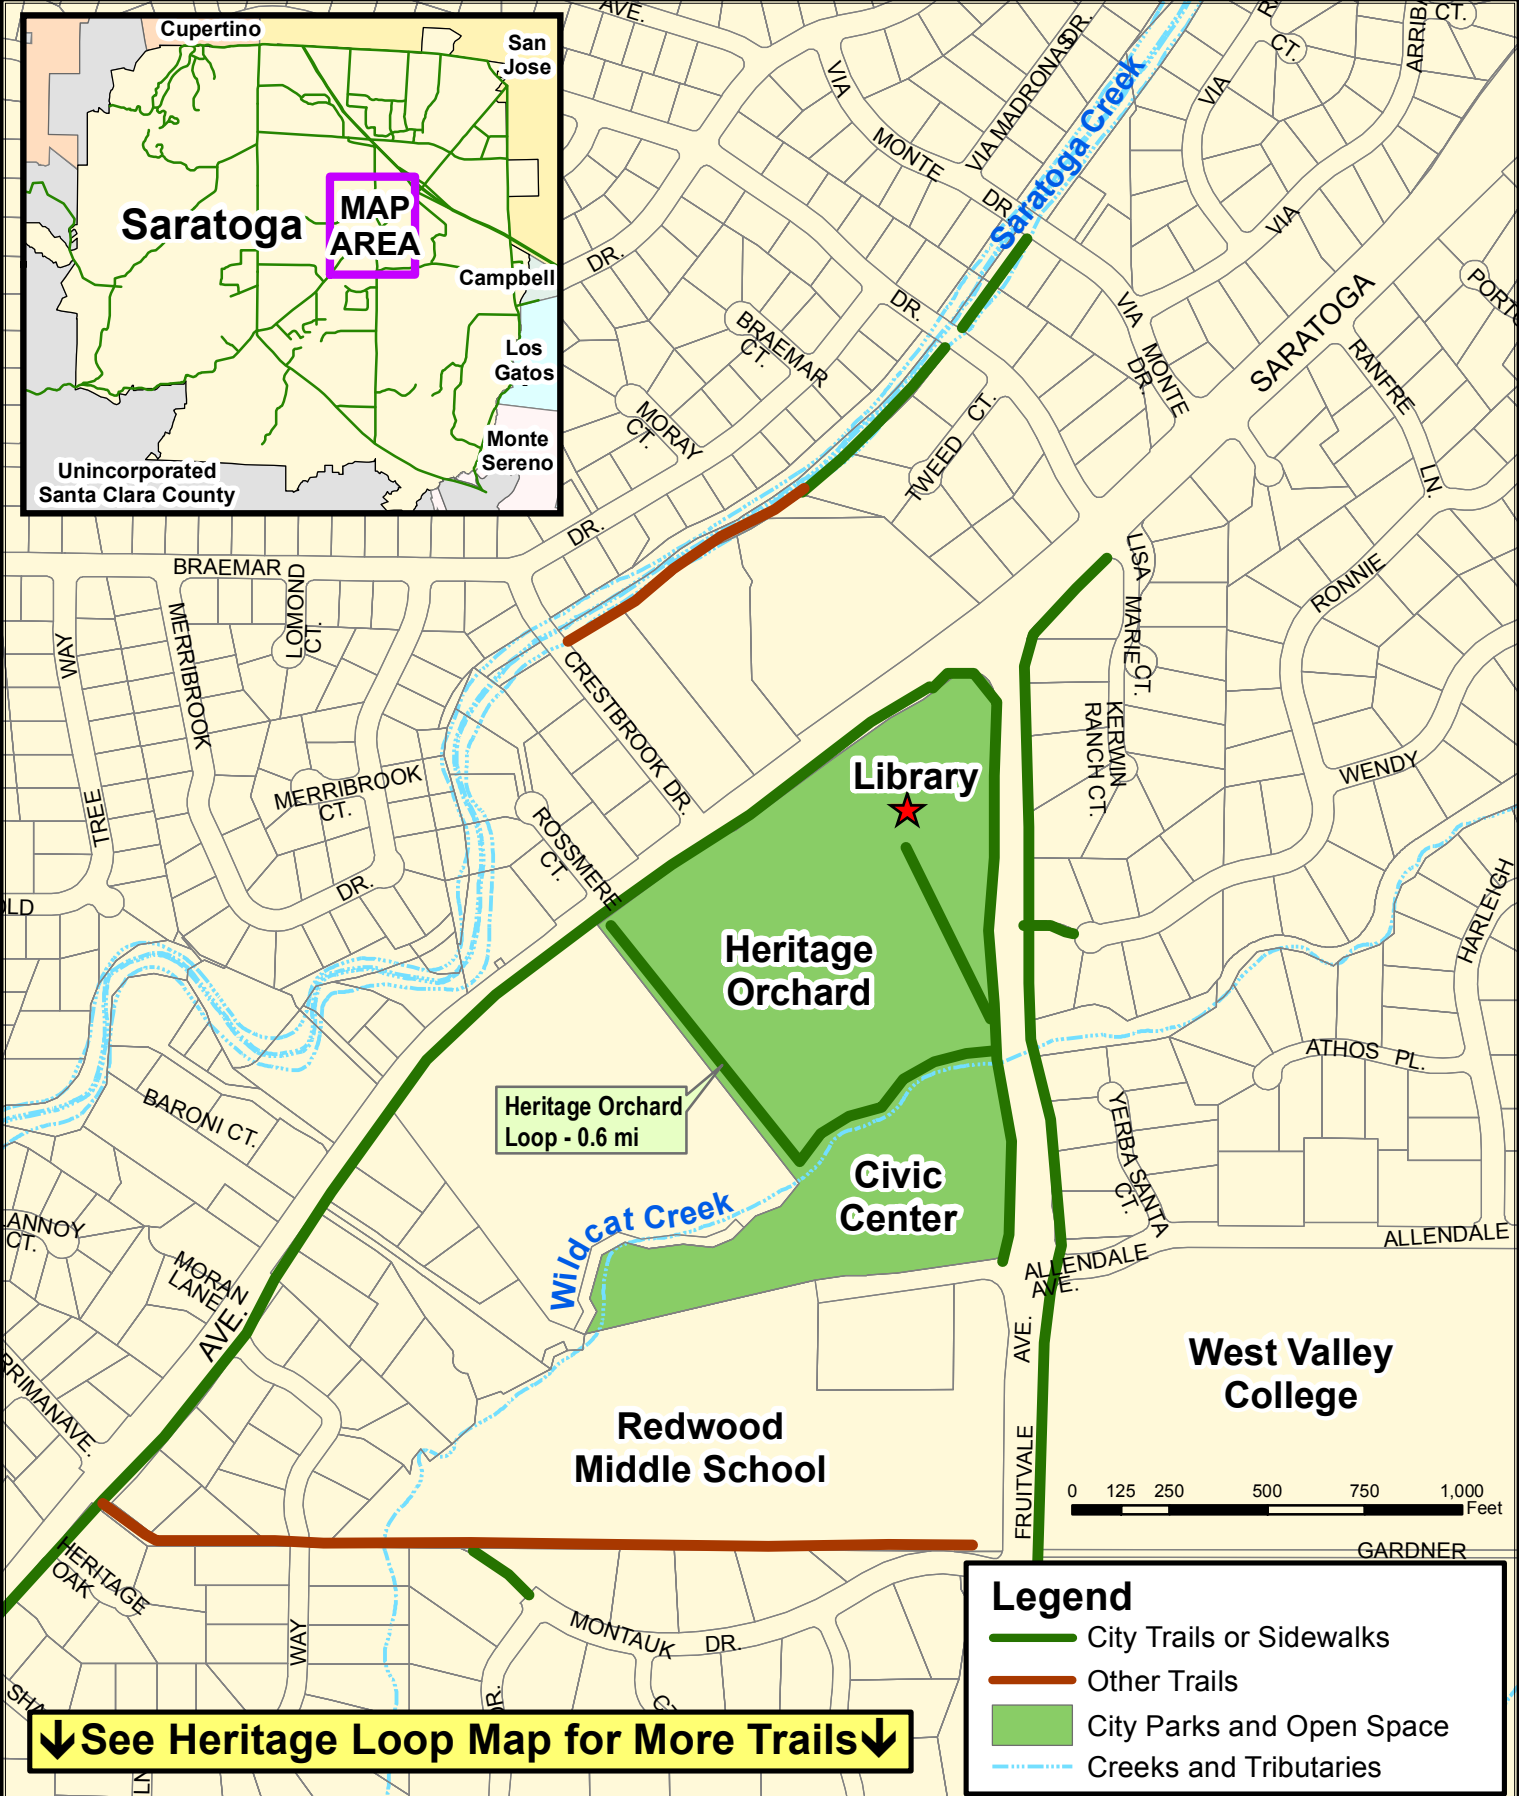 Cupertino
San
Jose
Saratoga
MAP
AREA
Campbell
Los
Gatos
Monte
Sereno
Unincorporated
Santa Clara County
AVE.
VIA
MONTE
DR.
VIA MADRONAS
DR.
Saratoga Creek
CT.
VIA
CT.
VIA
DR.
DR.
BRAEMAR
CT.
MORAY
CT.
TWEED CT.
VIA
MONTE
DR.
SARATOGA
RANFRE
LN.
DR.
BRAEMAR
LOMOND
CT.
MERRIBROOK
WAY
TREE
MERRIBROOK
CT.
DR.
CRESTBROOK DR.
ROSSMERE
CT.
LISA MARIE CT.
KERWIN
RANCH CT.
RONNIE
WENDY
HARLEIGH
Library
Heritage
Orchard
Heritage Orchard
Loop - 0.6 mi
Civic
Center
Wildcat Creek
BARONI CT.
CT.
MORAN
LANE
AVE.
ATHOS PL.
YERBA SANTA
CT.
ALLENDALE
ALLENDALE
AVE.
AVE.
FRUITVALE
West Valley
College
Redwood
Middle School
0 125 250 500 750 1,000
Feet
GARDNER
HERITAGE
OAK
WAY
MONTAUK DR.
DR.
LN
See Heritage Loop Map for More Trails
Legend
City Trails or Sidewalks
Other Trails
City Parks and Open Space
Creeks and Tributaries